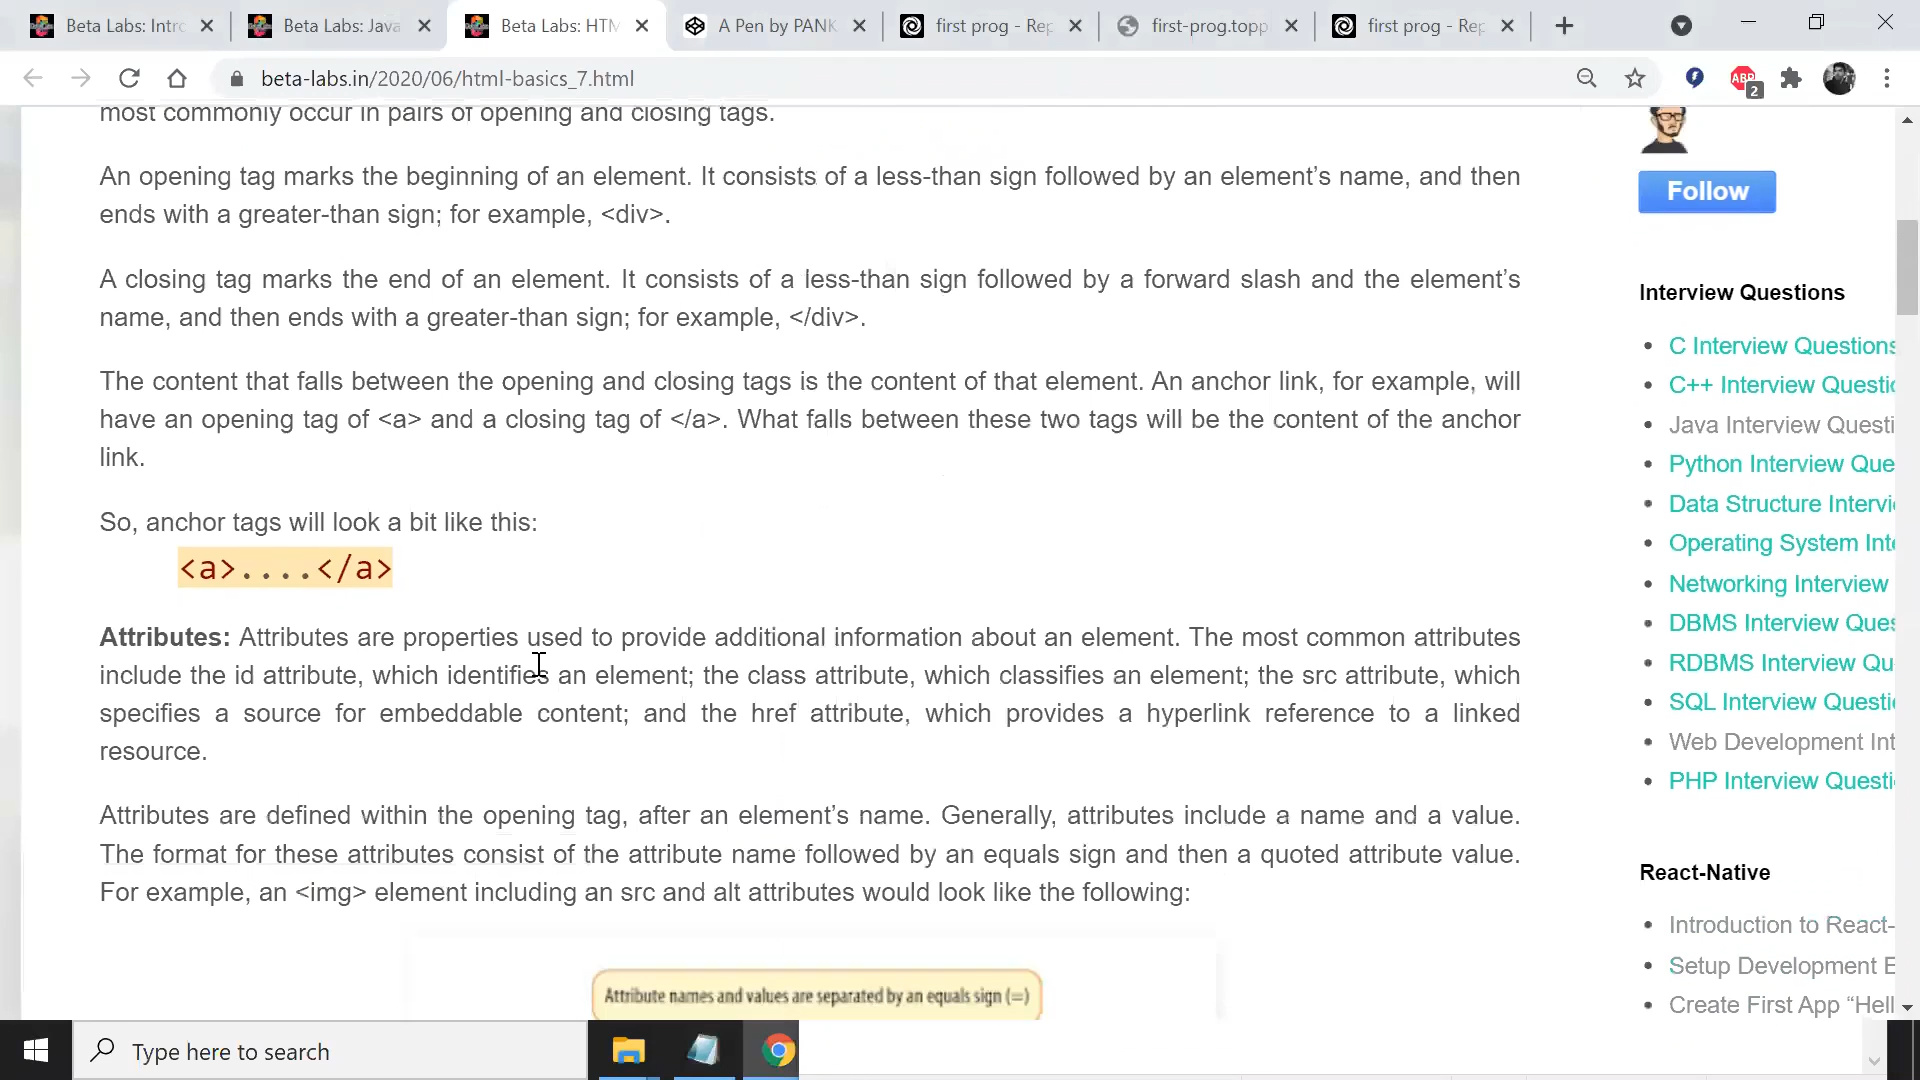 Beta Labs: Intro
Beta Labs: Java
Beta Labs: HTM
A Pen by PANK
first prog - Rep
first-prog.topp
first prog - Rep
beta-labs.in/2020/06/html-basics_7.html
ABP
2
most commonly occur in pairs of opening and closing tags.
An opening tag marks the beginning of an element. It consists of a less-than sign followed by an element’s name, and then
ends with a greater-than sign; for example, <div>.
A closing tag marks the end of an element. It consists of a less-than sign followed by a forward slash and the element’s
name, and then ends with a greater-than sign; for example, </div>.
The content that falls between the opening and closing tags is the content of that element. An anchor link, for example, will
have an opening tag of <a> and a closing tag of </a>. What falls between these two tags will be the content of the anchor
link.
So, anchor tags will look a bit like this:
<a>....</a>
Attributes: Attributes are properties used to provide additional information about an element. The most common attributes
include the id attribute, which identifies an element; the class attribute, which classifies an element; the src attribute, which
specifies a source for embeddable content; and the href attribute, which provides a hyperlink reference to a linked
resource.
Attributes are defined within the opening tag, after an element’s name. Generally, attributes include a name and a value.
The format for these attributes consist of the attribute name followed by an equals sign and then a quoted attribute value.
For example, an <img> element including an src and alt attributes would look like the following:
Attribute names and values are separated by an equals sign (=)
Follow
Interview Questions
C Interview Questions
C++ Interview Questic
Java Interview Questi
Python Interview Que
Data Structure Intervi
Operating System Inte
Networking Interview
DBMS Interview Ques
RDBMS Interview Qu
SQL Interview Questi
Web Development Int
PHP Interview Questi
React-Native
Introduction to React-
Setup Development E
Create First App “Hell
Type here to search